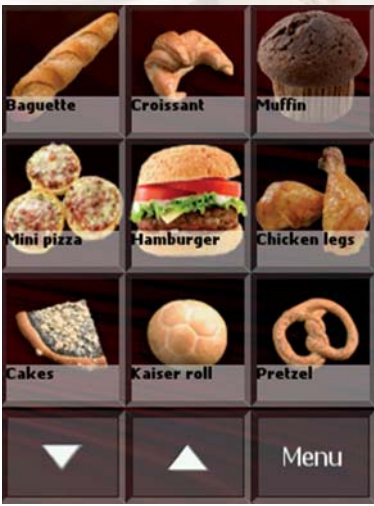 Baguette
Croissant
Muffin
Mini pizza
Hamburger
Chicken legs
Cakes
Kaiser roll
Pretzel
Menu